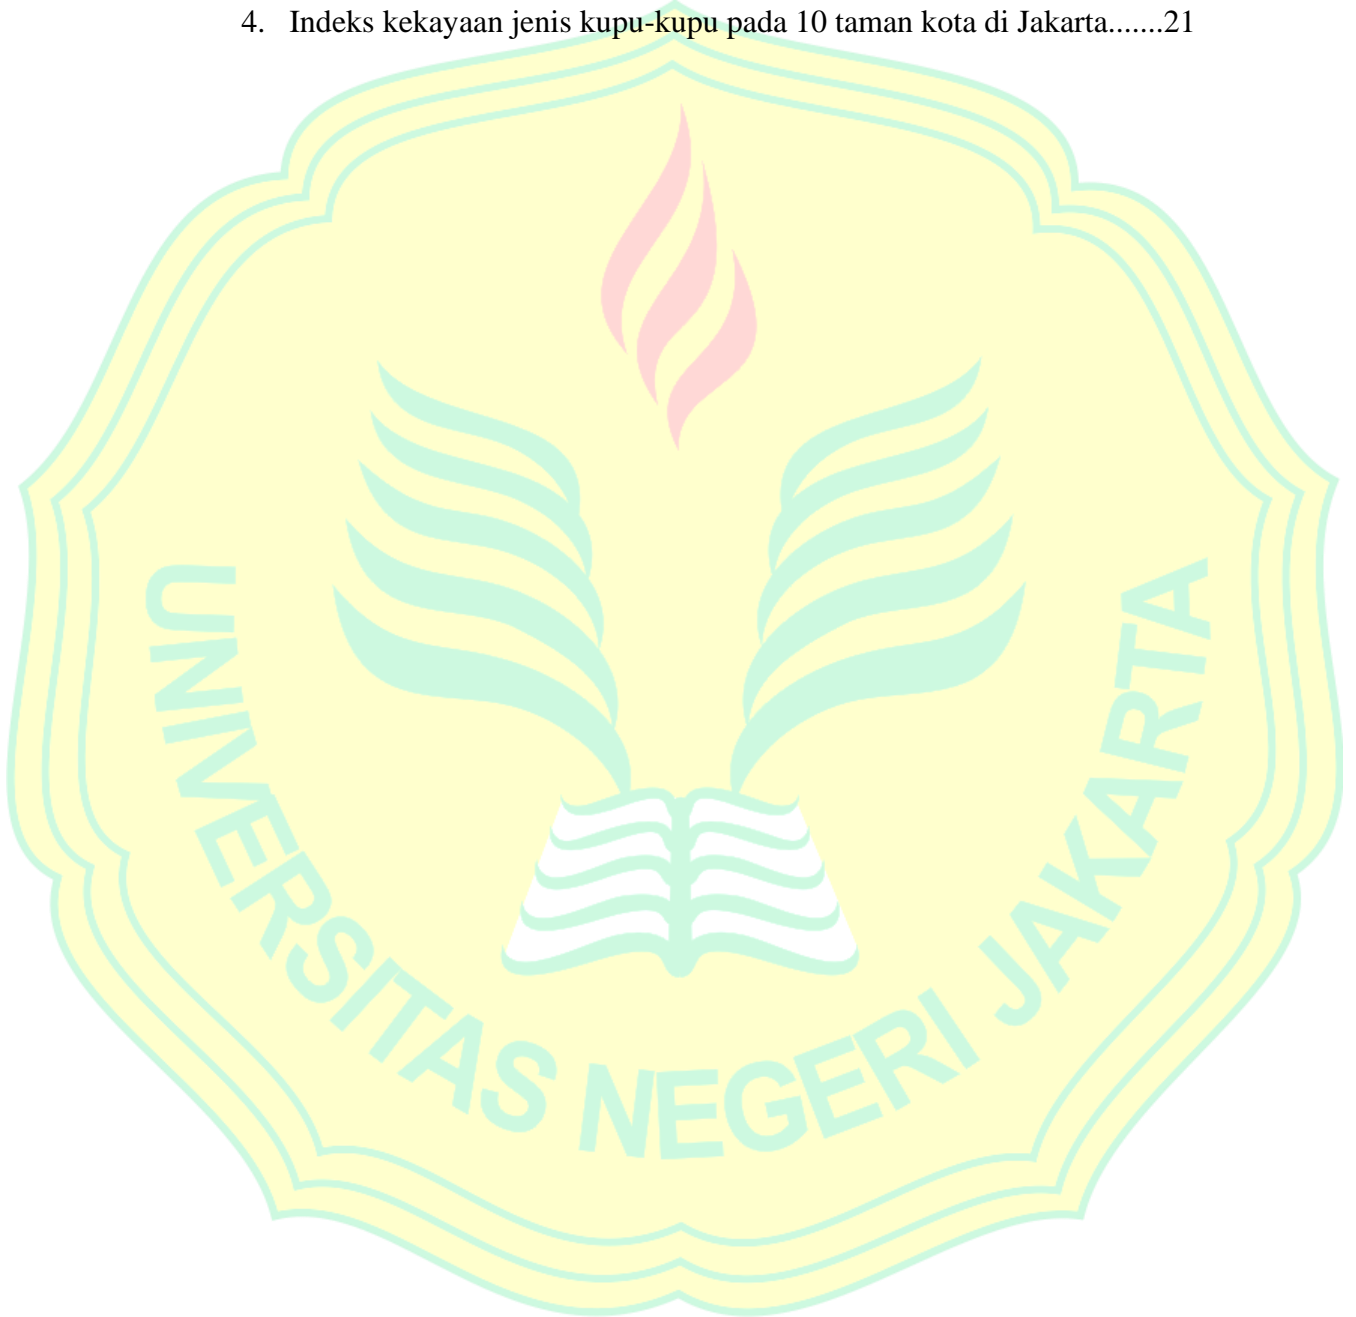 4. Indeks kekayaan jenis kupu-kupu pada 10 taman kota di Jakarta.......21
UNIVERSITAS NEGERI JAKARTA